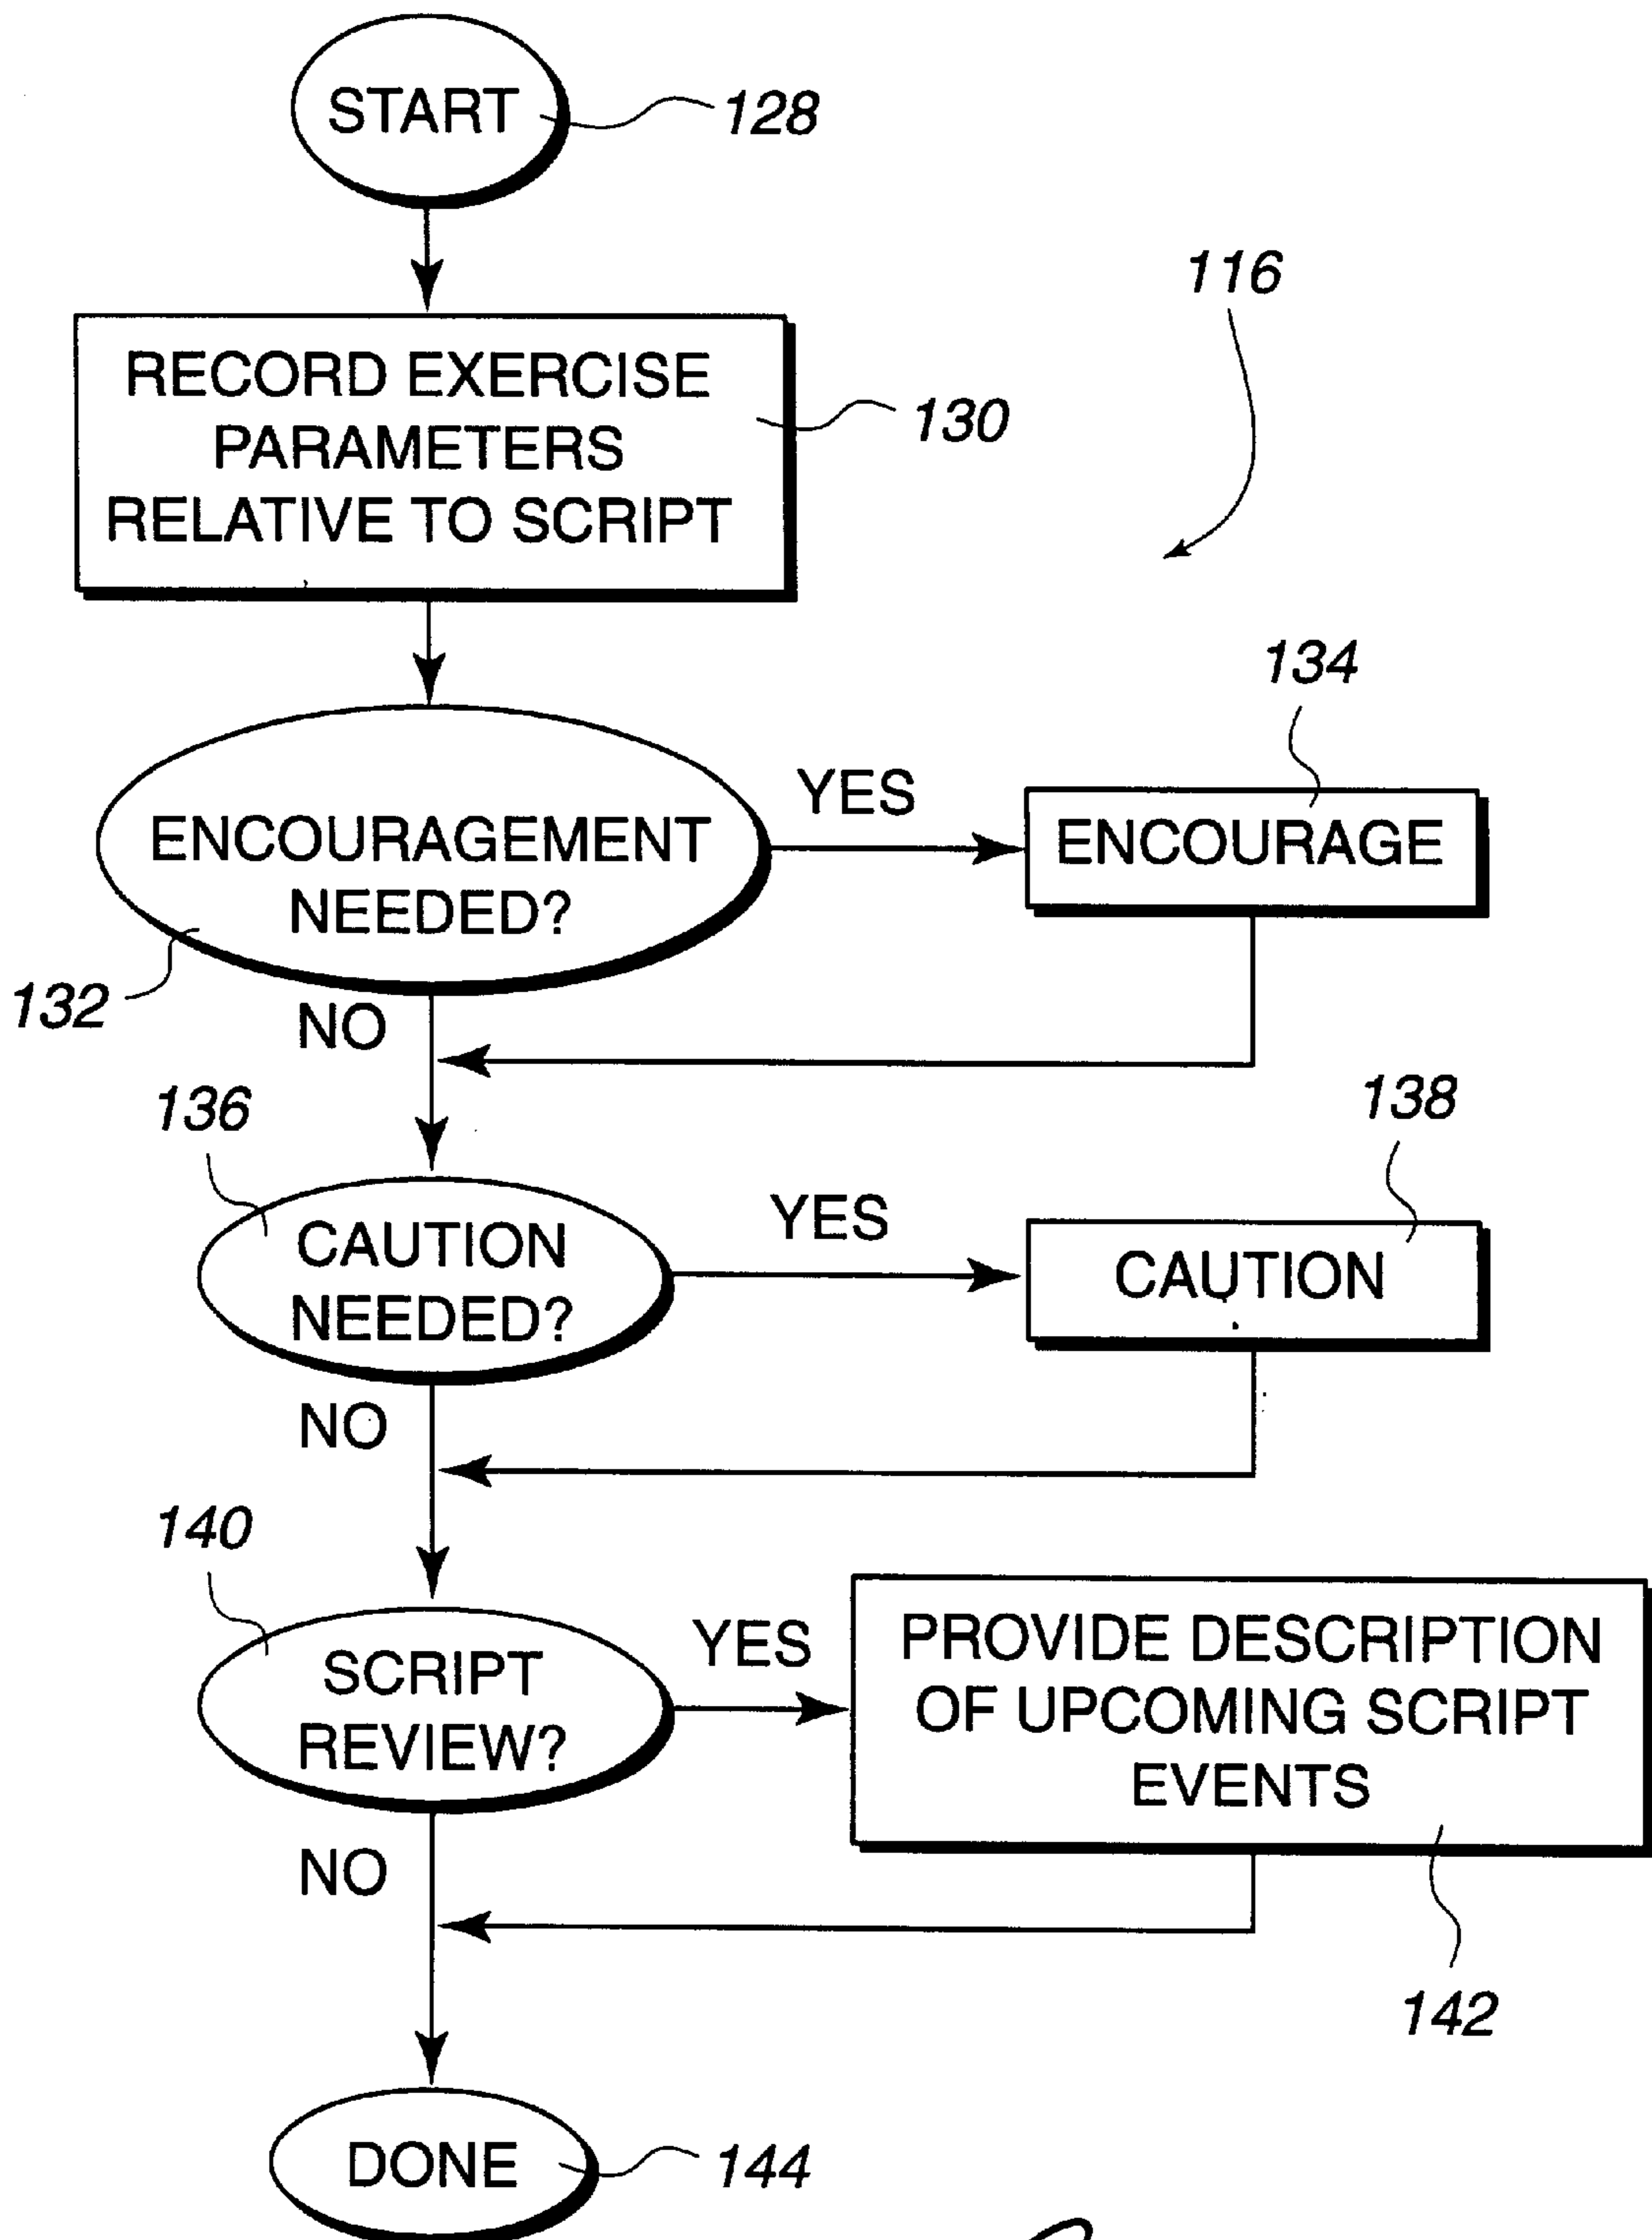 START
128
116
RECORD EXERCISE
PARAMETERS
RELATIVE TO SCRIPT
130
134
ENCOURAGEMENT
NEEDED?
YES
ENCOURAGE
132
NO
136
138
CAUTION
NEEDED?
YES
CAUTION
NO
140
SCRIPT
REVIEW?
YES
PROVIDE DESCRIPTION
OF UPCOMING SCRIPT
EVENTS
NO
142
DONE
144